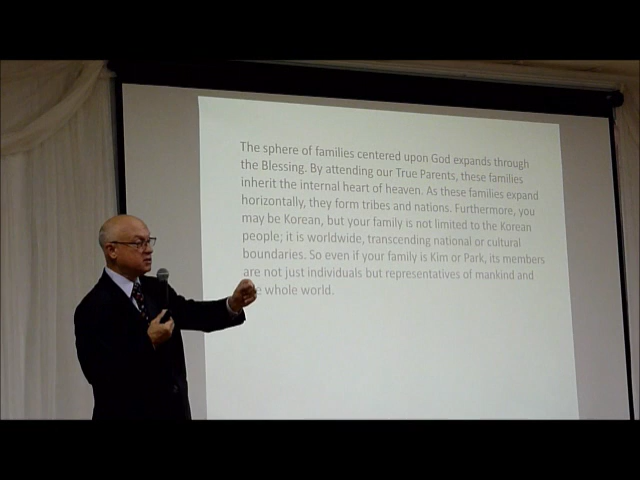 The sphere of families centered upon God expands through
the Blessing. By attending our True Parents, these families
inherit the internal heart of heaven. As these families expand
horizontally, they form tribes and nations. Furthermore, you
may be Korean, but your family is not limited to the Korean
people; it is worldwide, transcending national or cultural
boundaries. So even if your family is Kim or Park, its members
are not just individuals but representatives of mankind and
whole world.